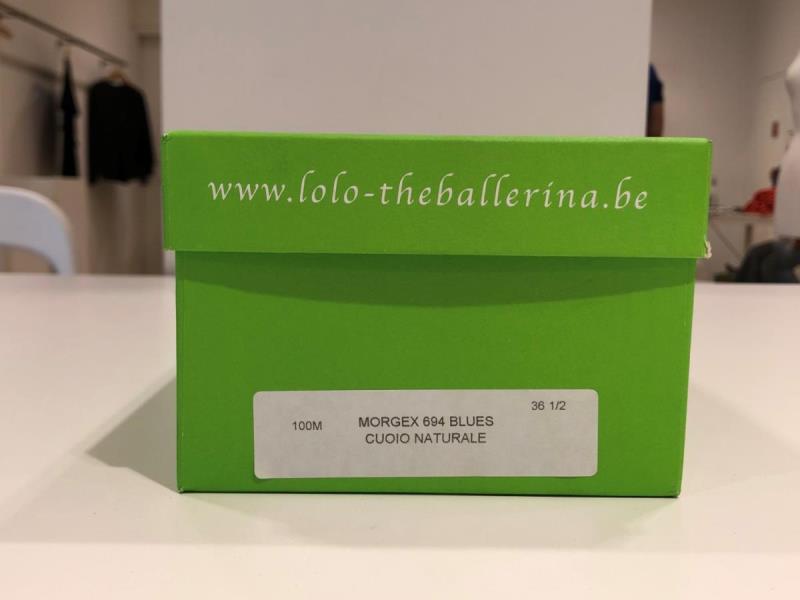 www.lolo-theballerina.be
36 1/2
100M MORGEX 694 BLUES
CUOIO NATURALE